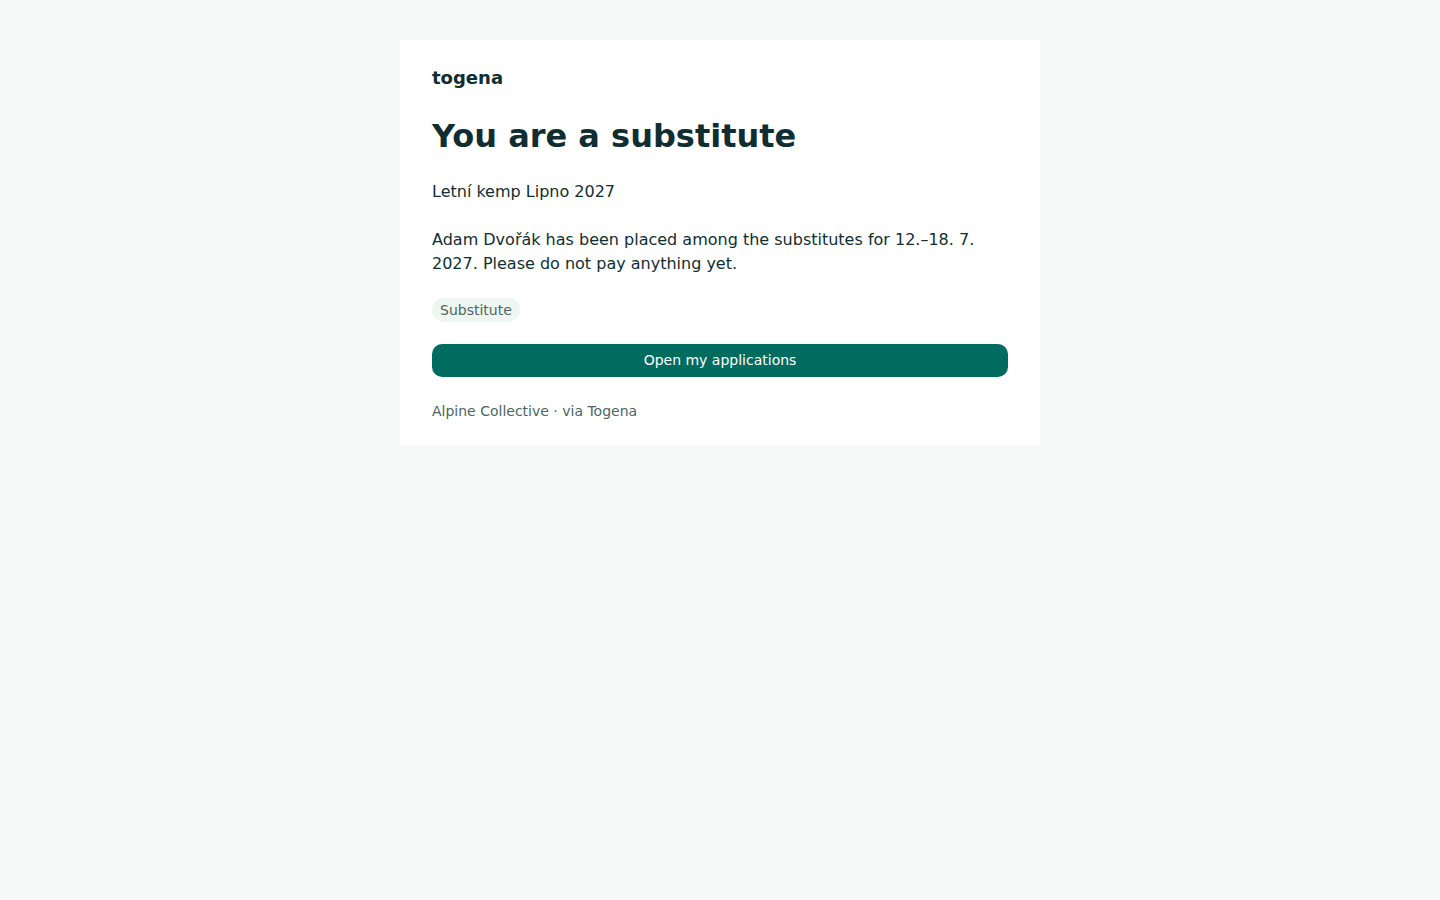 togena
You are a substitute
Letní kemp Lipno 2027
Adam Dvořák has been placed among the substitutes for 12.–18. 7.
2027. Please do not pay anything yet.
Substitute
Open my applications
Alpine Collective · via Togena